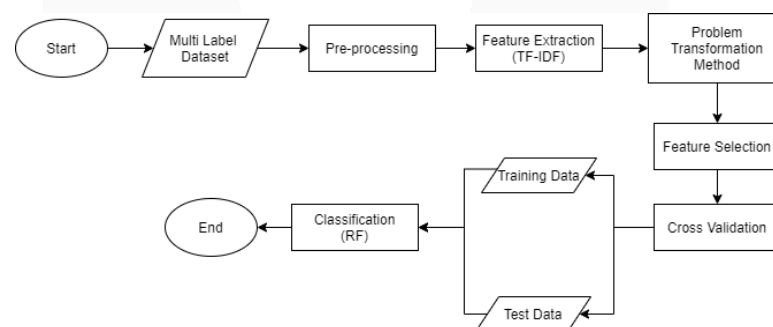 Start
Multi Label
Dataset
Pre-processing
Feature Extraction
(TF-IDF)
Problem
Transformation
Method
Feature Selection
Cross Validation
Training Data
Test Data
Classification
(RF)
End